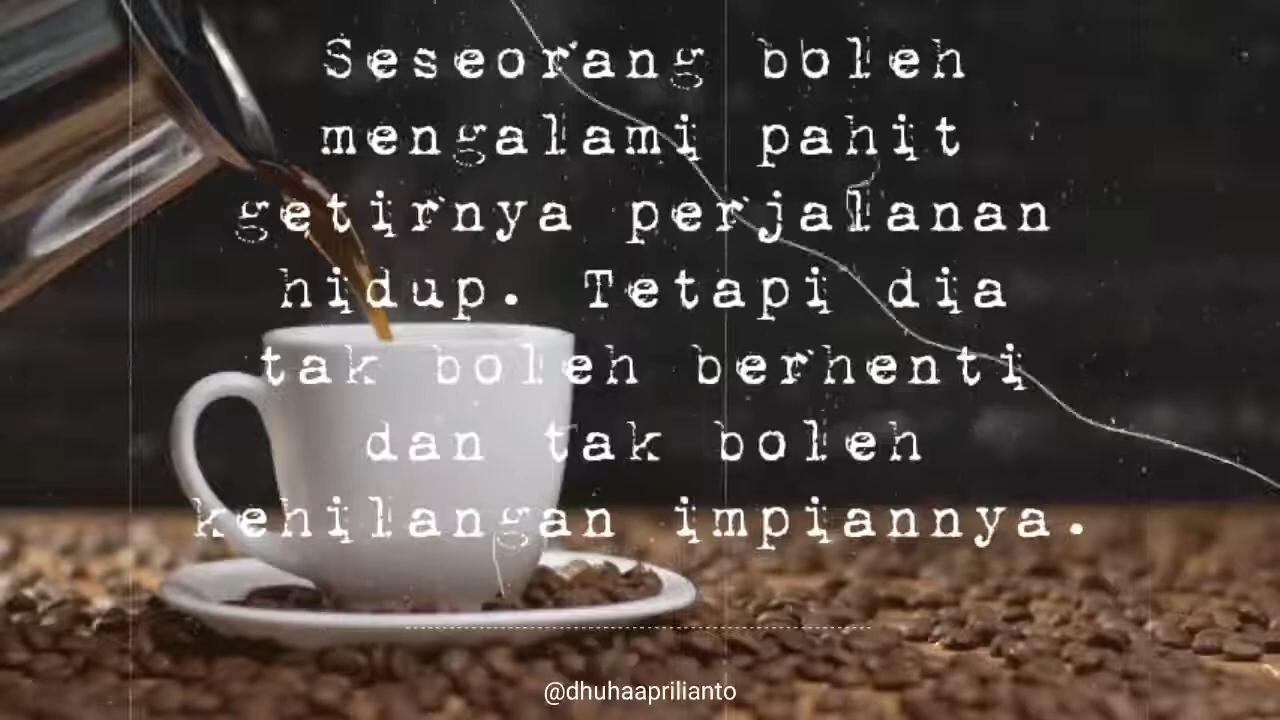 Seseorang boleh
mengalami pahit
getirnya perjalanan
hidup. Tetapi dia
tak boleh berhenti
dan tak boleh
kehilangan impiannya.
@dhuhaaprilianto